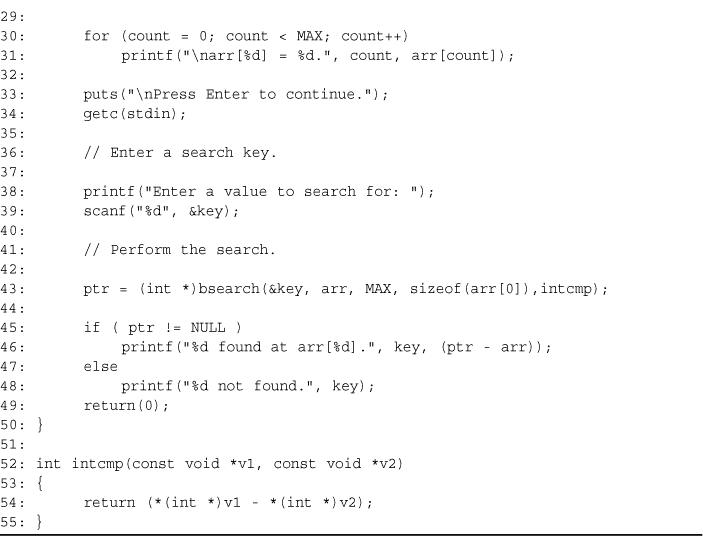 29:
30:     for (count = 0; count < MAX; count++)
31:         printf("\narr[%d] = %d.", count, arr[count]);
32:
33:     puts("\nPress Enter to continue.");
34:     getc(stdin);
35:
36:     // Enter a search key.
37:
38:     printf("Enter a value to search for: ");
39:     scanf("%d", &key);
40:
41:     // Perform the search.
42:
43:     ptr = (int *)bsearch(&key, arr, MAX, sizeof(arr[0]),intcmp);
44:
45:     if ( ptr != NULL )
46:         printf("%d found at arr[%d].", key, (ptr - arr));
47:     else
48:         printf("%d not found.", key);
49:     return(0);
50: }
51:
52: int intcmp(const void *v1, const void *v2)
53: {
54:     return (*(int *)v1 - *(int *)v2);
55: }